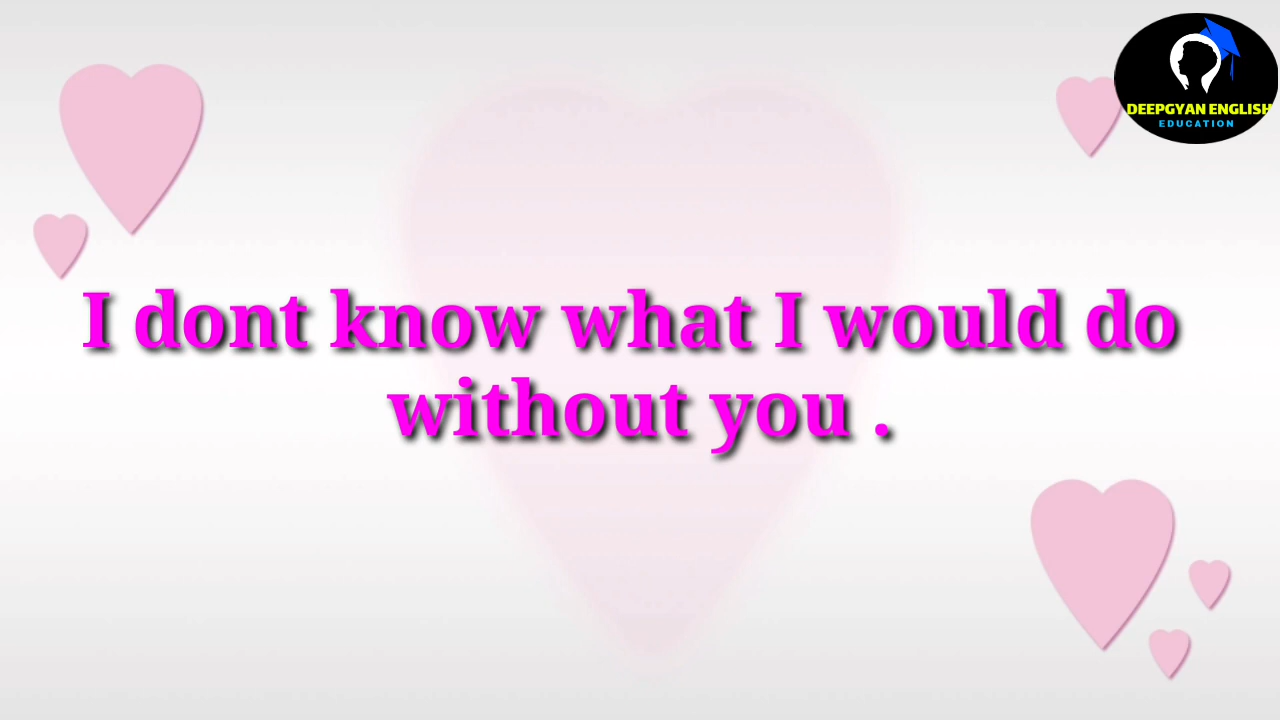 DEEPGYAN ENGLISH
EDUCATION
I dont know what I would do
without you .